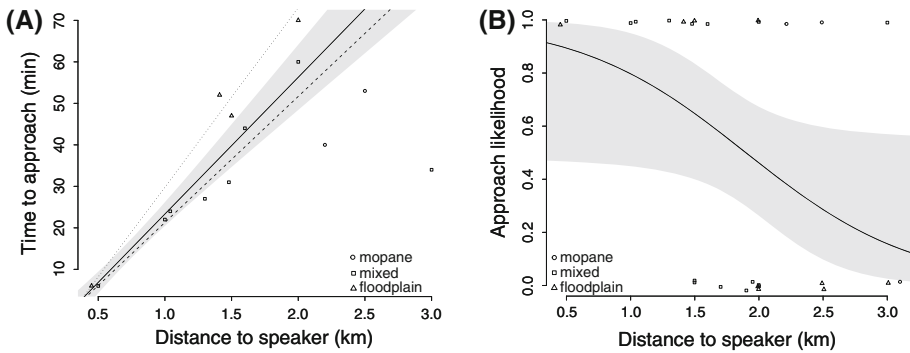 (A)
Time to approach (min)
70
60
50
40
30
20
10
mopane
mixed
floodplain
0.5 1.0 1.5 2.0 2.5 3.0
Distance to speaker (km)
(B)
Approach likelihood
1.0
0.8
0.6
0.4
0.2
0.0
mopane
mixed
floodplain
0.5 1.0 1.5 2.0 2.5 3.0
Distance to speaker (km)